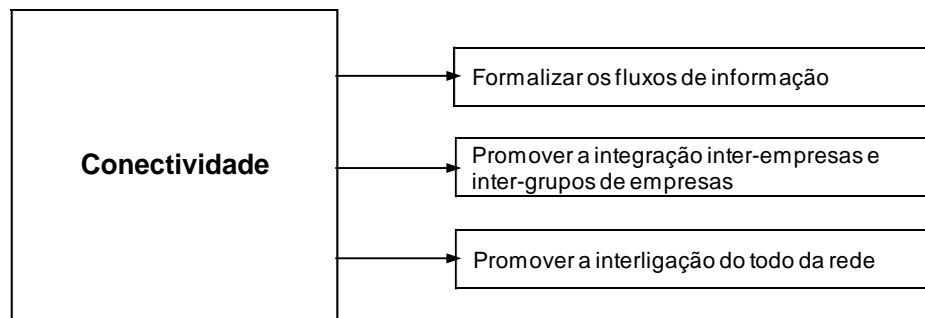 Formalizar os fluxos de informação
Conectividade
Promover a integração inter-empresas e
inter-grupos de empresas
Promover a interligação do todo da rede